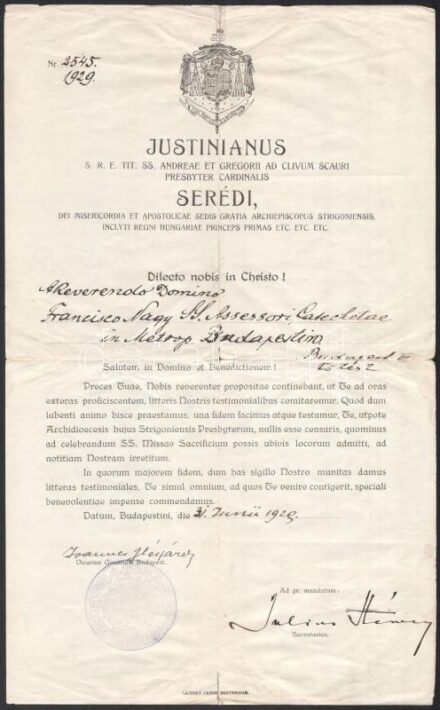 Nr. 2545.
1929.
JUSTINIANUS
S. R. E. TIT. SS. ANDREAE ET GREGORII AD CLIVUM SCAURI
PRESBYTER CARDINALIS
SERÉDI,
DEI MISERICORDIA ET APOSTOLICAE SEDIS GRATIA ARCHIEPISCOPUS STRIGONIENSIS,
INCLYTI REGNI HUNGARIAE PRINCEPS PRIMAS ETC. ETC. ETC.
Dilecto nobis in Christo !
A. Reverendo Domino
Francisco Nagy SS. Assessori, Catechetae
in Metrop Budapestina
Budapest III
Salutem in Domino et Benedictionem !
Preces Tuae, Nobis reverenter propositae continebant, ut Te ad oras
exteras proficiscentem, litteris Nostris testimonialibus comitaremur. Quod dum
lubenti animo hisce praestamus, una fidem facimus atque testamur, Te, utpote
Archidioecesis hujus Strigoniensis Presbyterum, nullis esse censuris, quominus
ad celebrandum SS. Missae Sacrificium possis ubivis locorum admitti, ad
notitiam Nostram irretitum.
In quorum majorem fidem, dum has sigillo Nostro munitas damus
litteras testimoniales, Te simul omnium, ad quos Te venire contigerit, speciali
benevolentiae impense commendamus.
Datum, Budapestini, die 21. Junii 1929.
Joannes
Vicarius Generalis Budapest.
Ad gr. mandatum :
Julius
Secretarius.